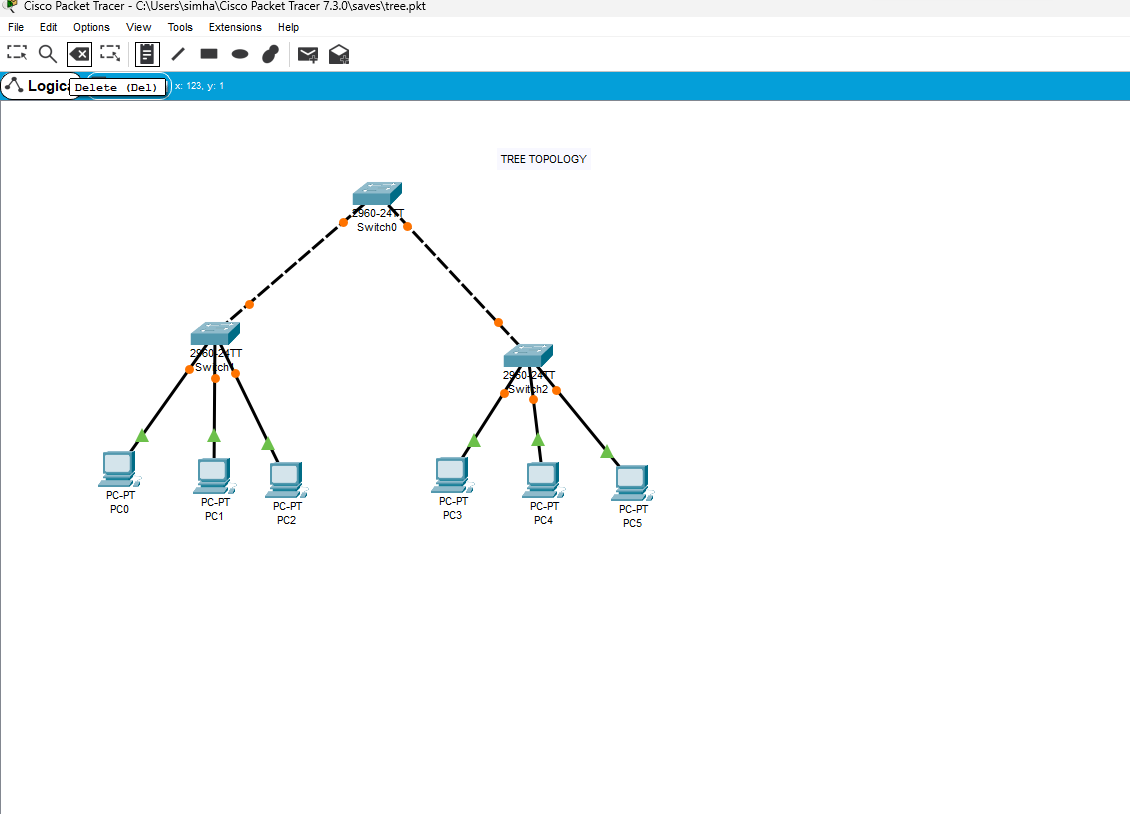 Cisco Packet Tracer - C:\Users\simha\Cisco Packet Tracer 7.3.0\saves\tree.pkt
File Edit Options View Tools Extensions Help
Logica Delete (Del) x: 123, y: 1
TREE TOPOLOGY
2960-24TT
Switch0
2960-24TT
Switch1
2960-24TT
Switch2
PC-PT
PC0
PC-PT
PC1
PC-PT
PC2
PC-PT
PC3
PC-PT
PC4
PC-PT
PC5